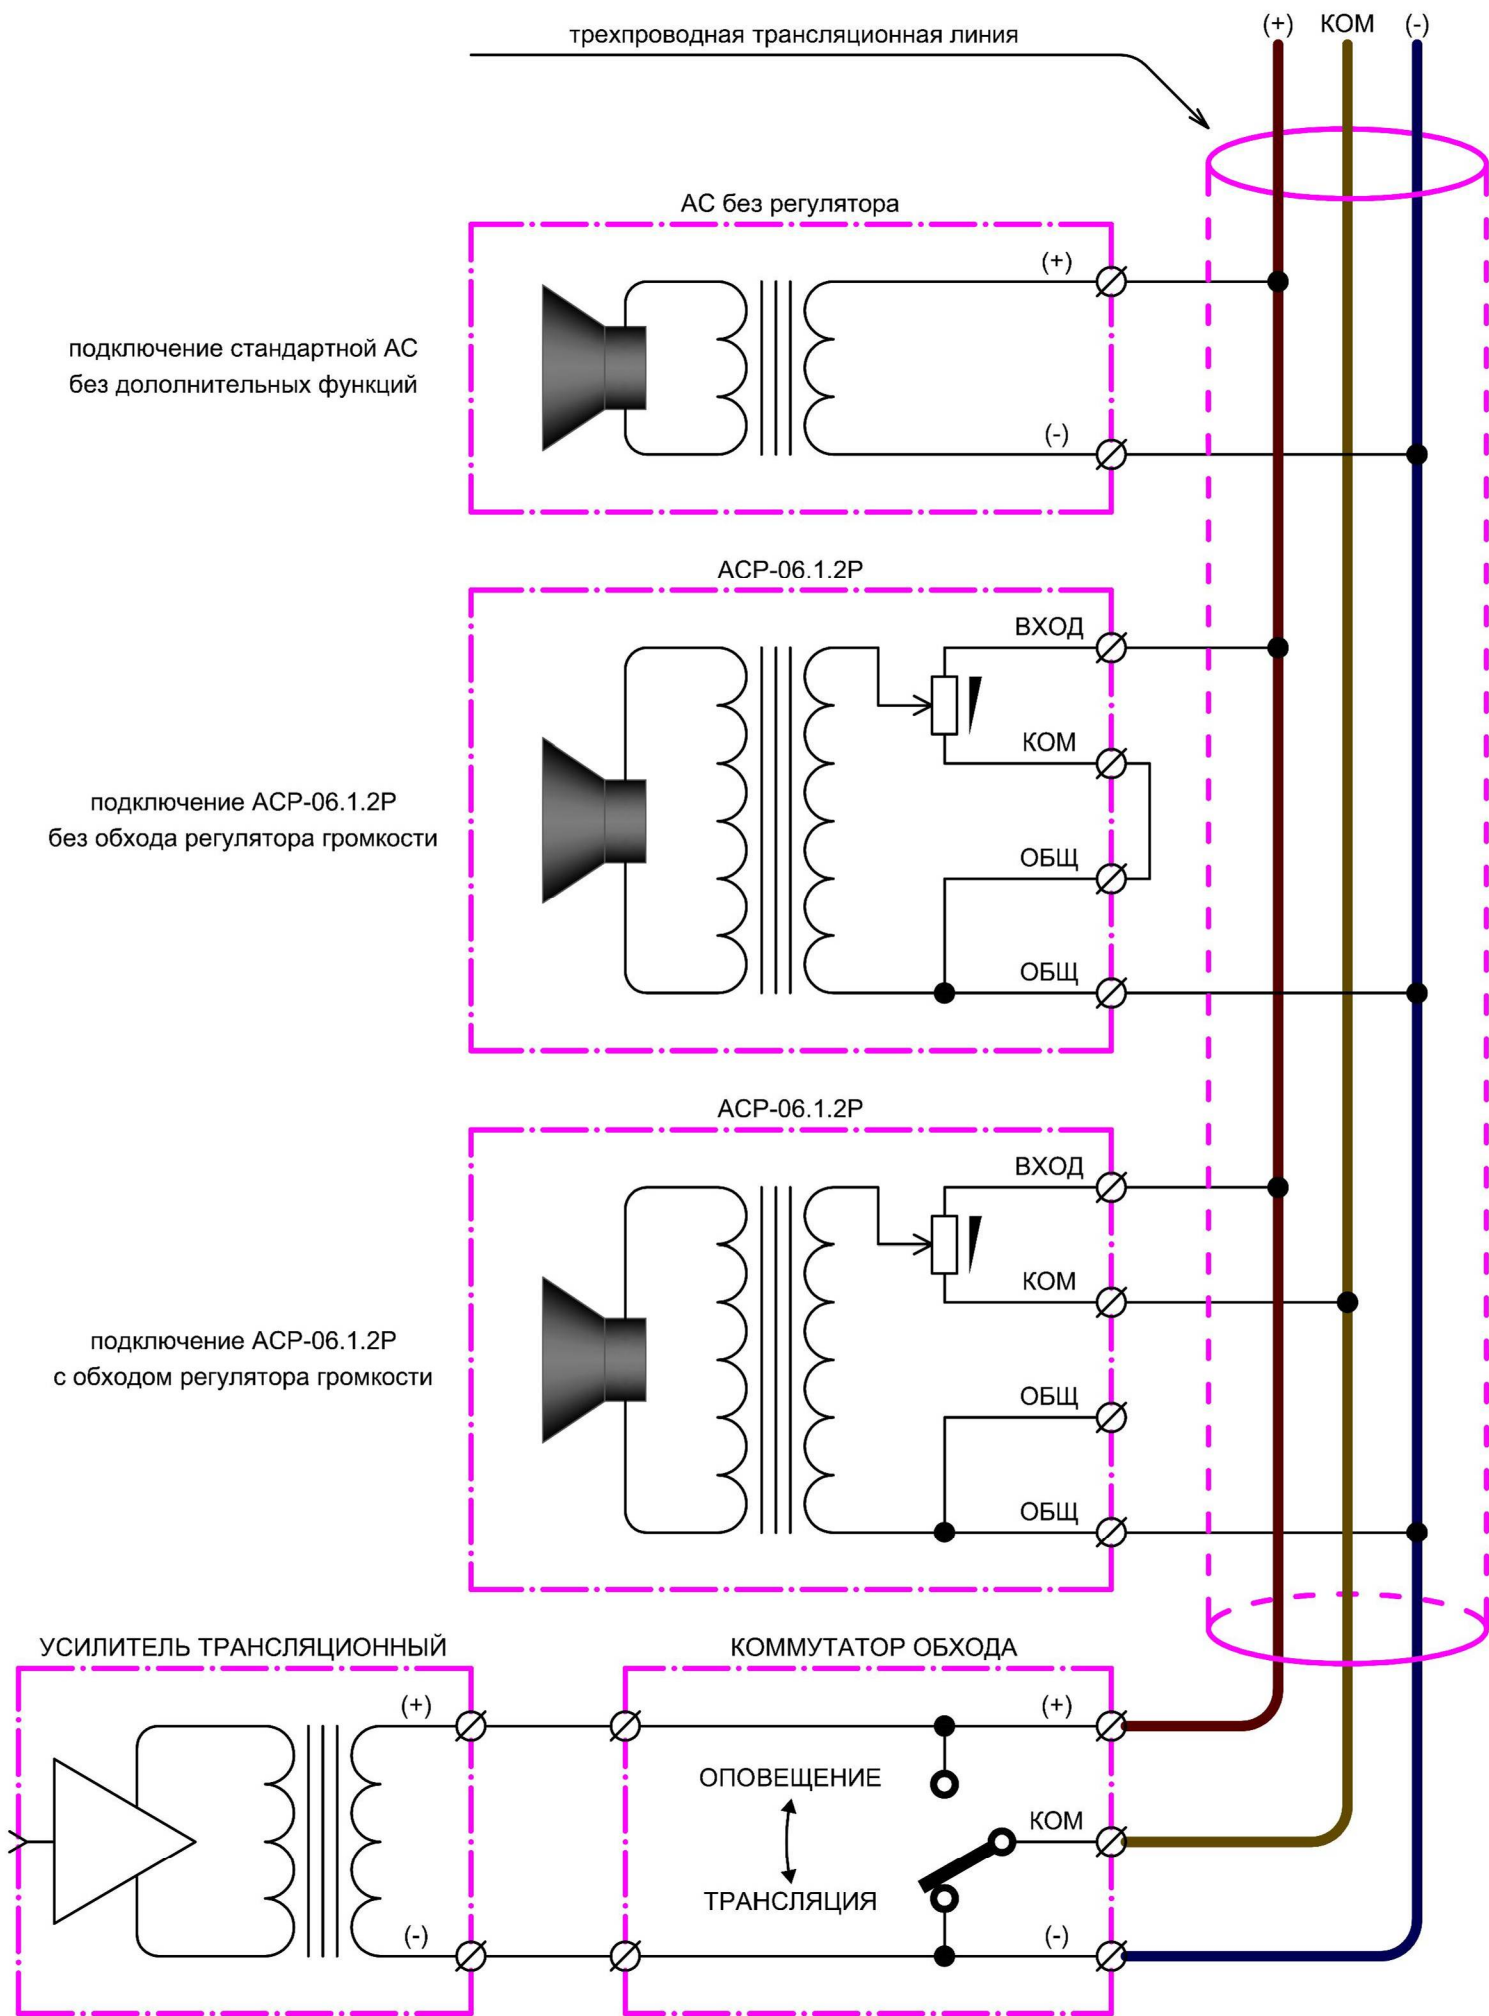 трехпроводная трансляционная линия
(+) КОМ (-)
АС без регулятора
(+)
подключение стандартной АС
без дололнительных функций
(-)
АСР-06.1.2Р
ВХОД
КОМ
подключение АСР-06.1.2Р
без обхода регулятора громкости
ОБЩ
ОБЩ
АСР-06.1.2Р
ВХОД
КОМ
подключение АСР-06.1.2Р
с обходом регулятора громкости
ОБЩ
ОБЩ
УСИЛИТЕЛЬ ТРАНСЛЯЦИОННЫЙ
КОММУТАТОР ОБХОДА
(+)
(+)
ОПОВЕЩЕНИЕ
КОМ
ТРАНСЛЯЦИЯ
(-)
(-)